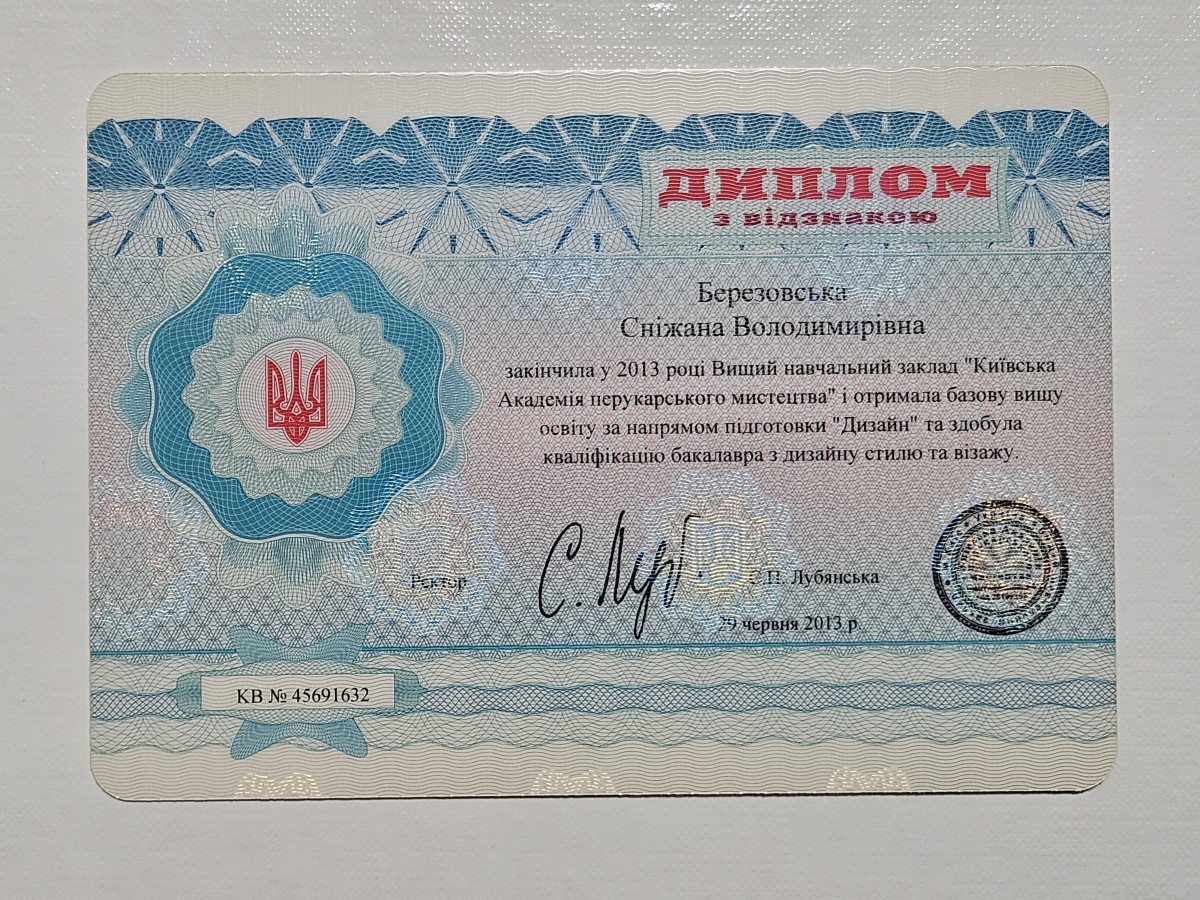 ДИПЛОМ
з відзнакою
Березовська
Сніжана Володимирівна
закінчила у 2013 році Вищий навчальний заклад "Київська
Академія перукарського мистецтва" і отримала базову вищу
освіту за напрямом підготовки "Дизайн" та здобула
кваліфікацію бакалавра з дизайну стилю та візажу.
Ректор
С. Луб
С.П. Лубянська
29 червня 2013 р.
КВ № 45691632